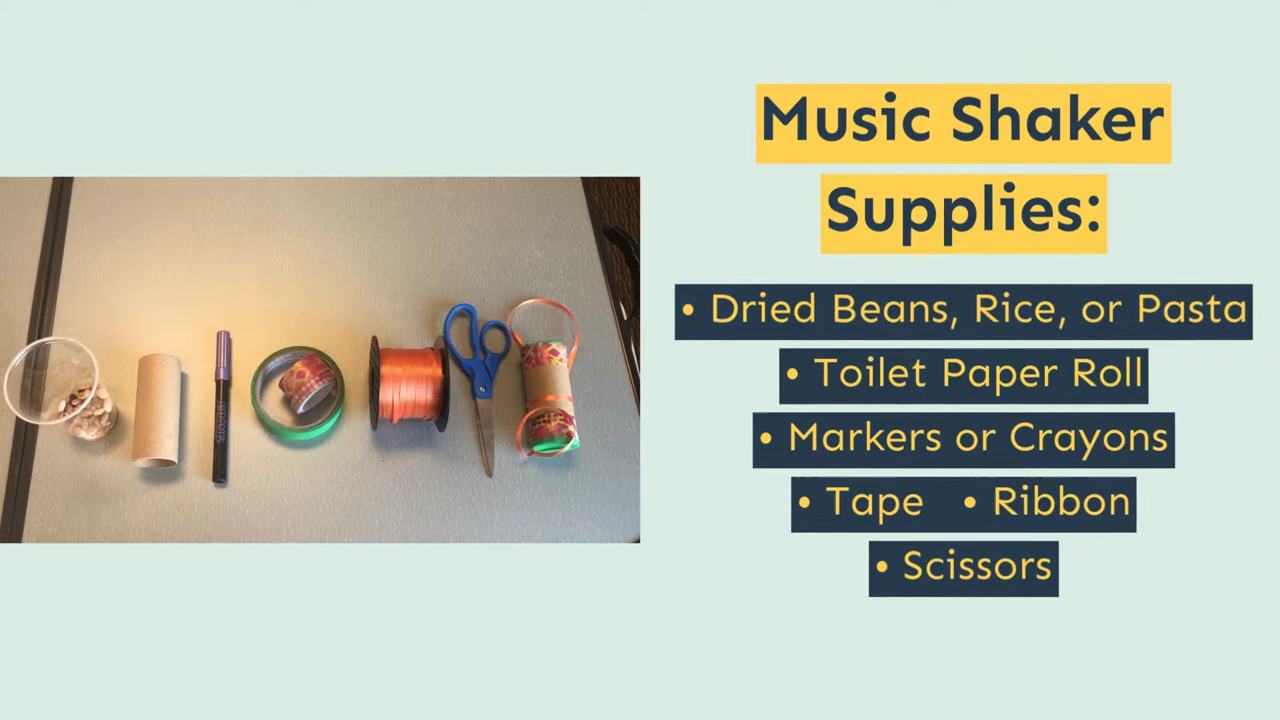 Music Shaker
Supplies:
• Dried Beans, Rice, or Pasta
• Toilet Paper Roll
• Markers or Crayons
• Tape • Ribbon
• Scissors